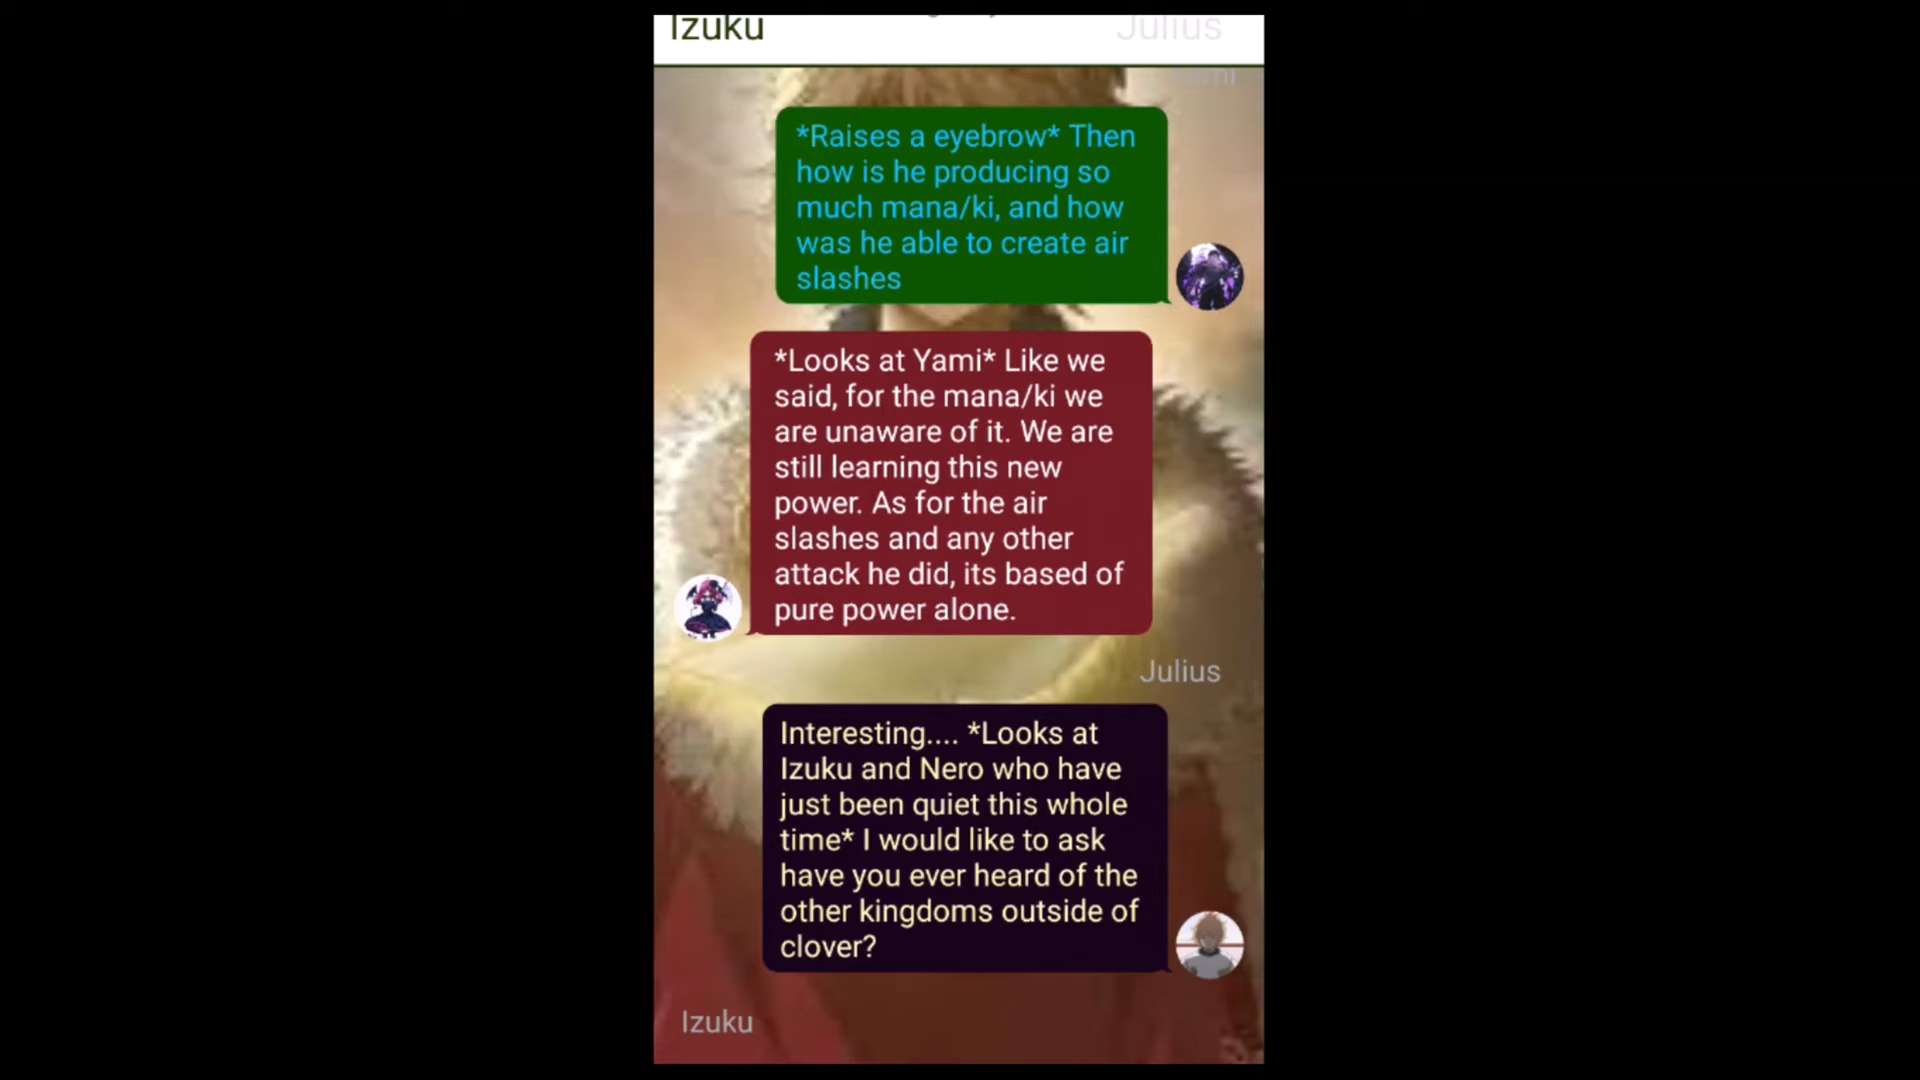 Izuku
Julius
*Raises a eyebrow* Then
how is he producing so
much mana/ki, and how
was he able to create air
slashes
*Looks at Yami* Like we
said, for the mana/ki we
are unaware of it. We are
still learning this new
power. As for the air
slashes and any other
attack he did, its based of
pure power alone.
Julius
Interesting.... *Looks at
Izuku and Nero who have
just been quiet this whole
time* I would like to ask
have you ever heard of the
other kingdoms outside of
clover?
Izuku